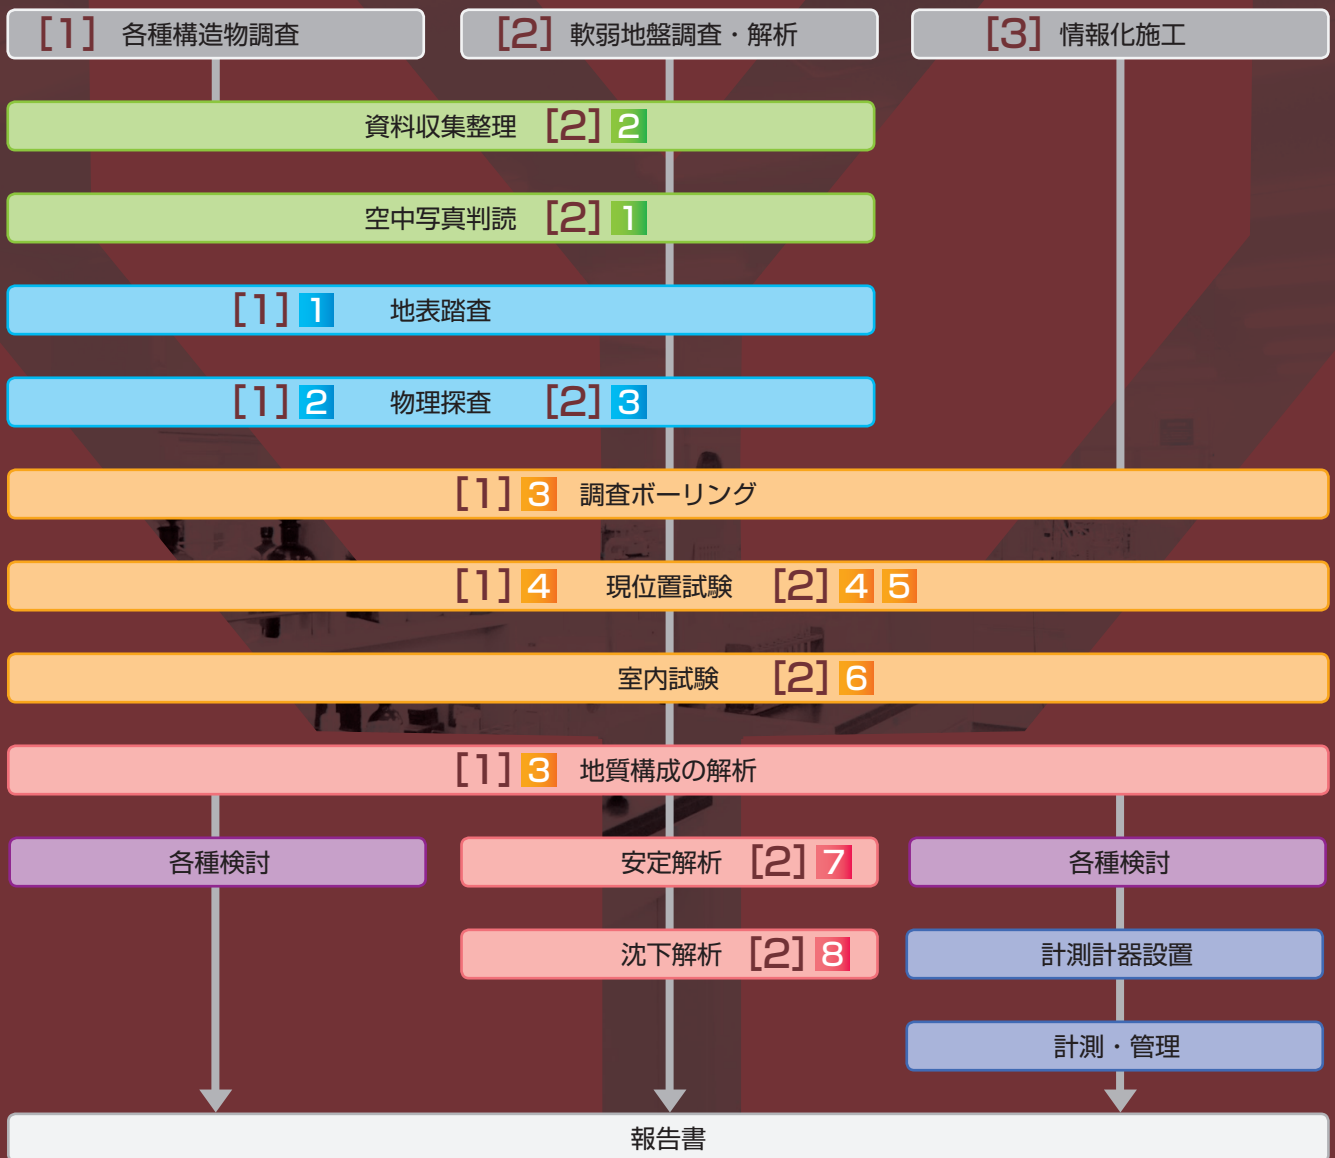 [1] 各種構造物調査
[2] 軟弱地盤調査・解析
[3] 情報化施工
資料収集整理 [2] 2
空中写真判読 [2] 1
[1] 1 地表踏査
[1] 2 物理探査 [2] 3
[1] 3 調査ボーリング
[1] 4 現位置試験 [2] 4 5
室内試験 [2] 6
[1] 3 地質構成の解析
各種検討
安定解析 [2] 7
各種検討
沈下解析 [2] 8
計測計器設置
計測・管理
報告書